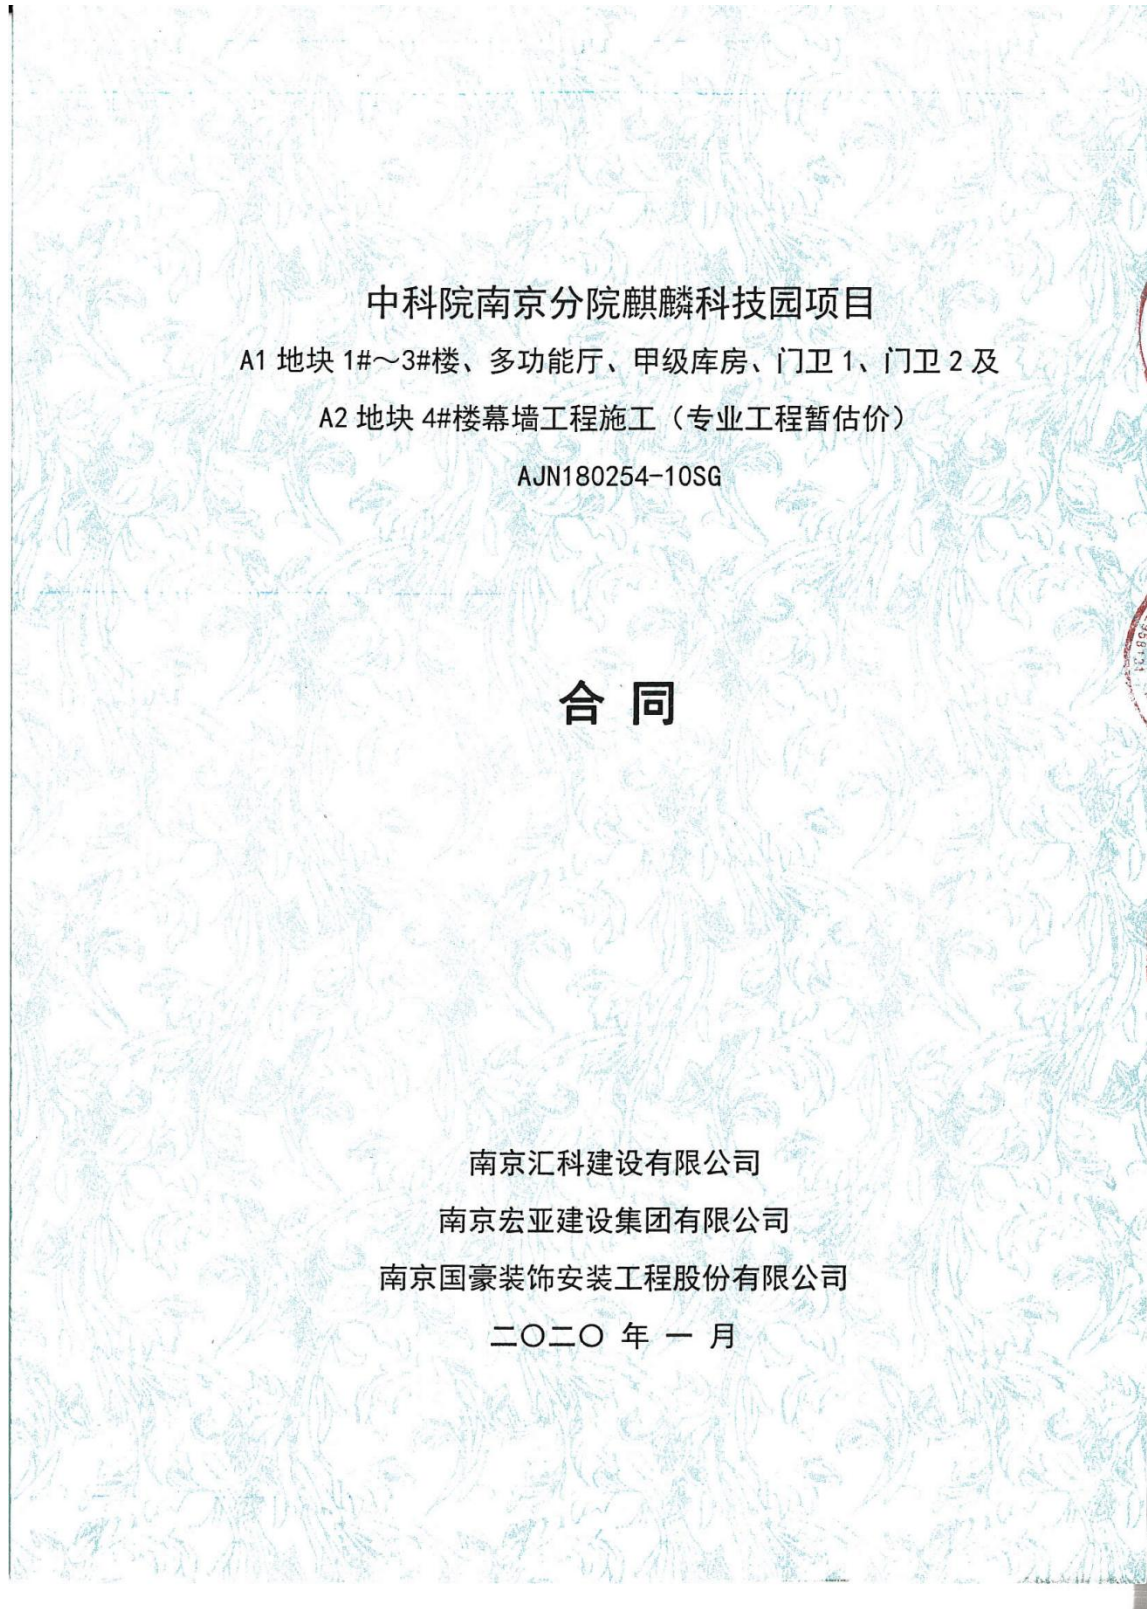 中科院南京分院麒麟科技园项目
A1 地块 1#～3#楼、多功能厅、甲级库房、门卫 1、门卫 2 及
A2 地块 4#楼幕墙工程施工（专业工程暂估价）
AJN180254-10SG
合 同
南京汇科建设有限公司
南京宏亚建设集团有限公司
南京国豪装饰安装工程股份有限公司
二〇二〇 年 一 月